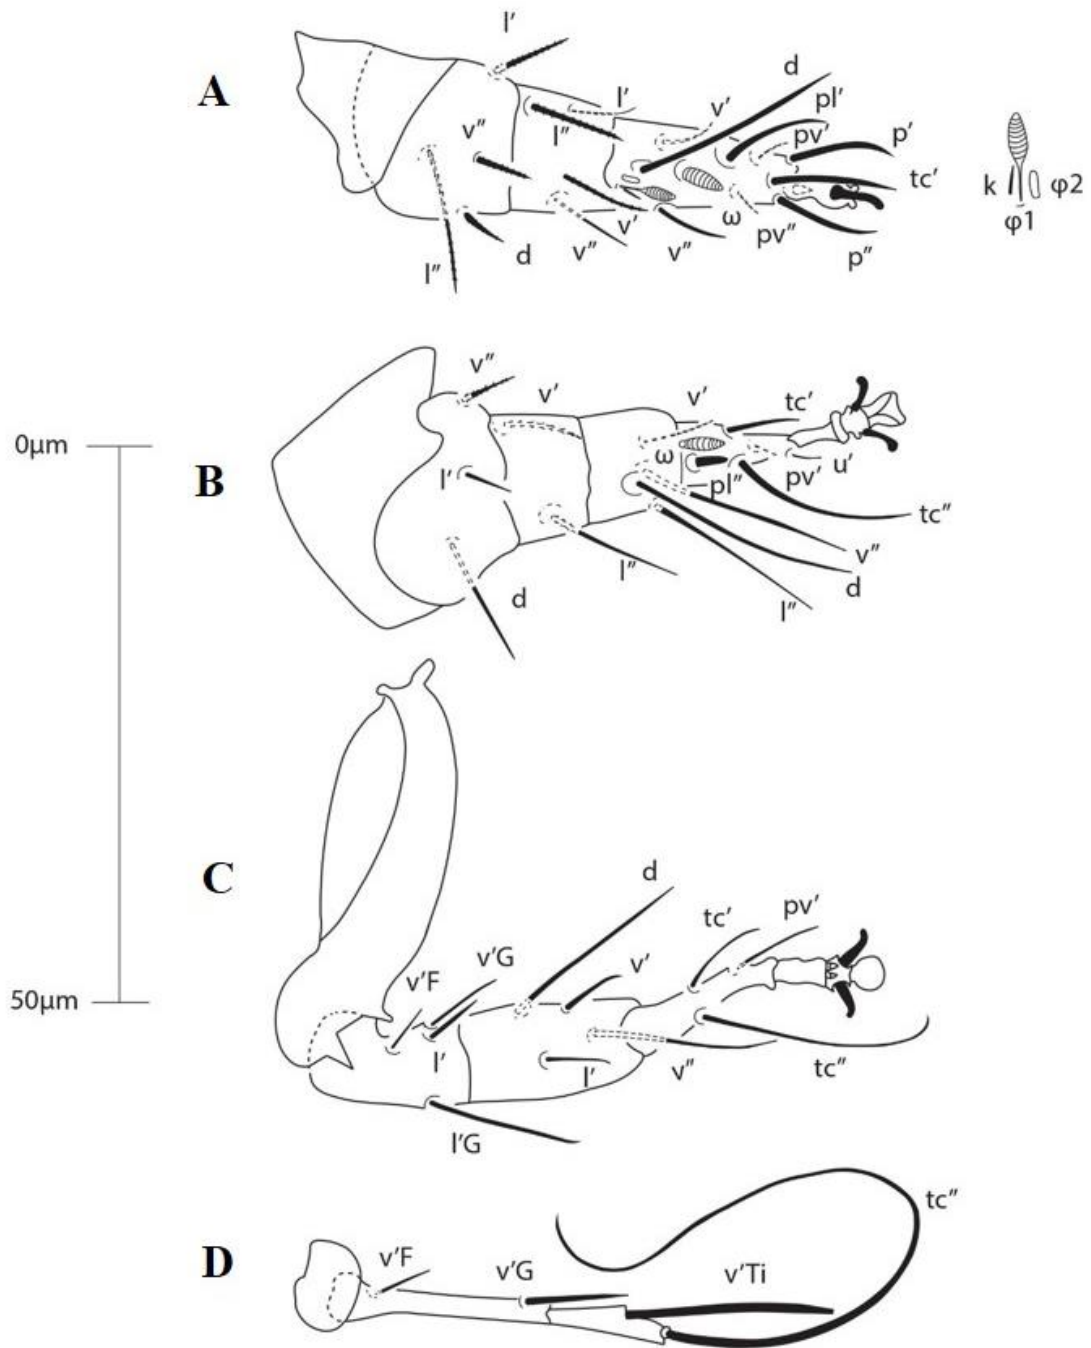 A
l′
l′
l″
v″
l″
d
v″
v′
v″
v′
d
pl′
pv′
p′
tc′
ω
pv″
p″
k
φ2
φ1
0µm
B
v″
v′
v′
tc′
l′
ω
pl″
pv′
u′
tc″
v″
d
l″
l″
d
50µm
C
v′F
v′G
l′
l′G
d
v′
l′
v″
tc′
pv′
tc″
D
v′F
v′G
v′Ti
tc″